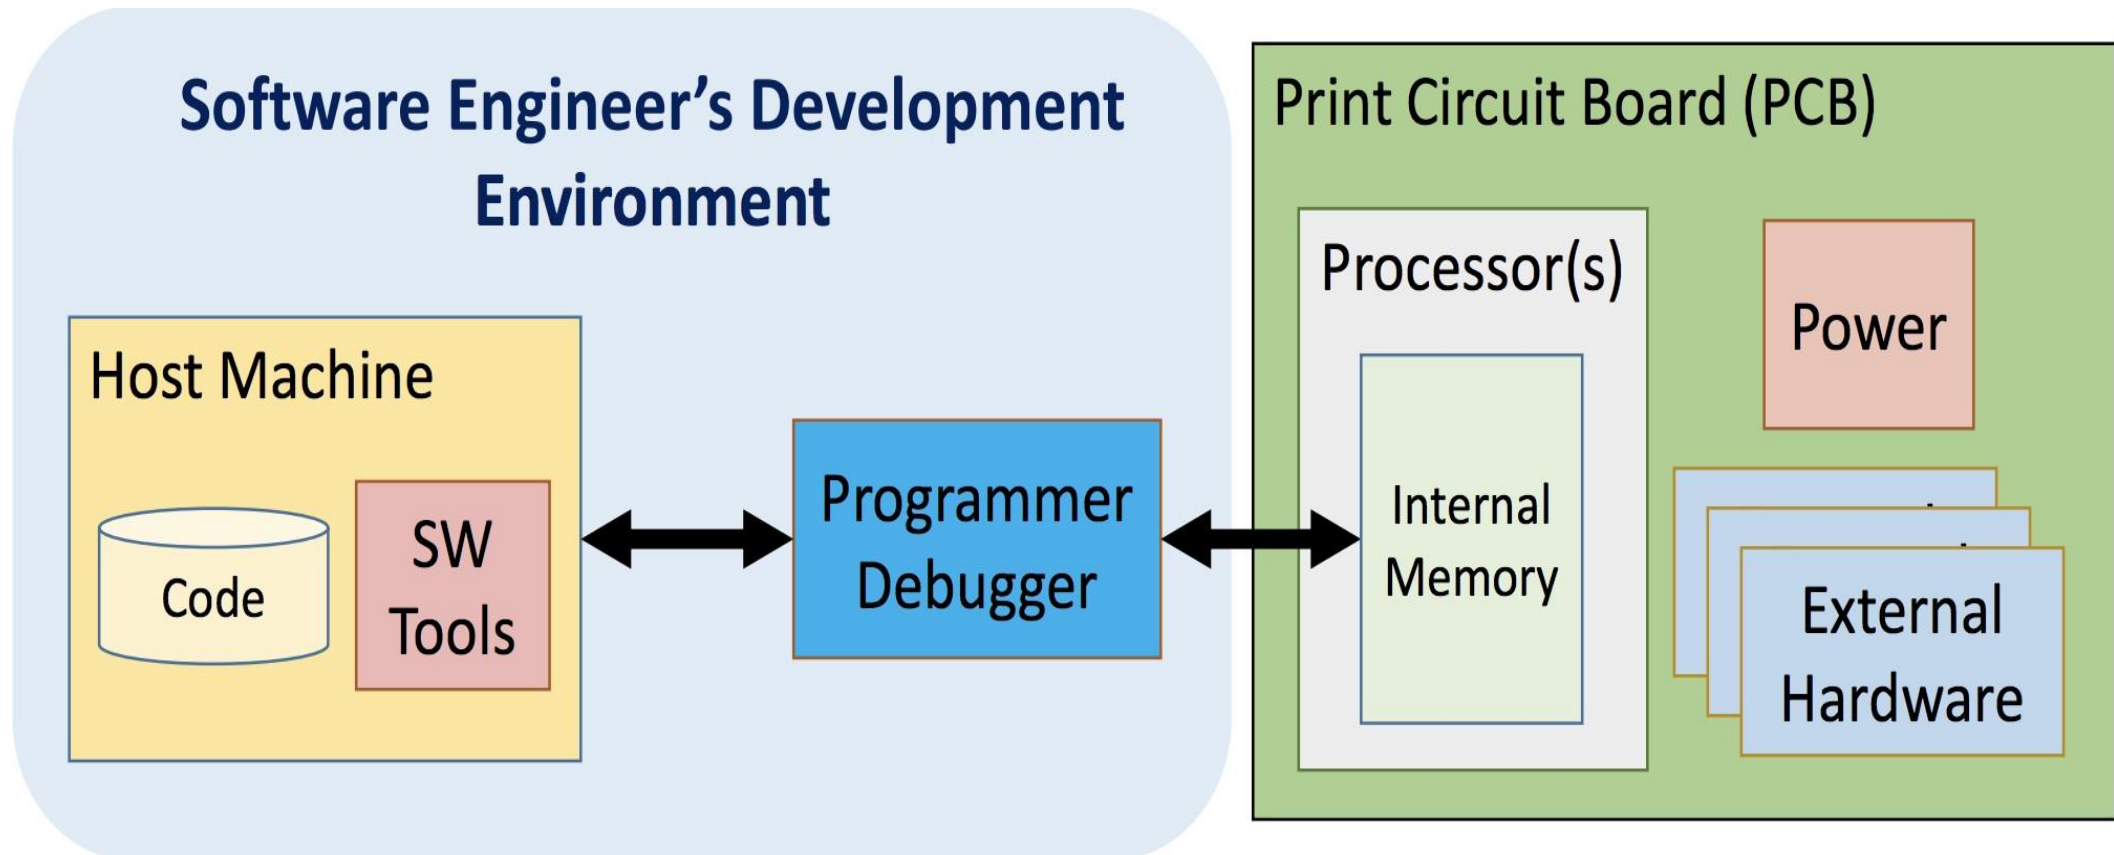 Software Engineer’s Development
Environment
Host Machine
Code
SW
Tools
Programmer
Debugger
Print Circuit Board (PCB)
Processor(s)
Internal
Memory
Power
External
Hardware